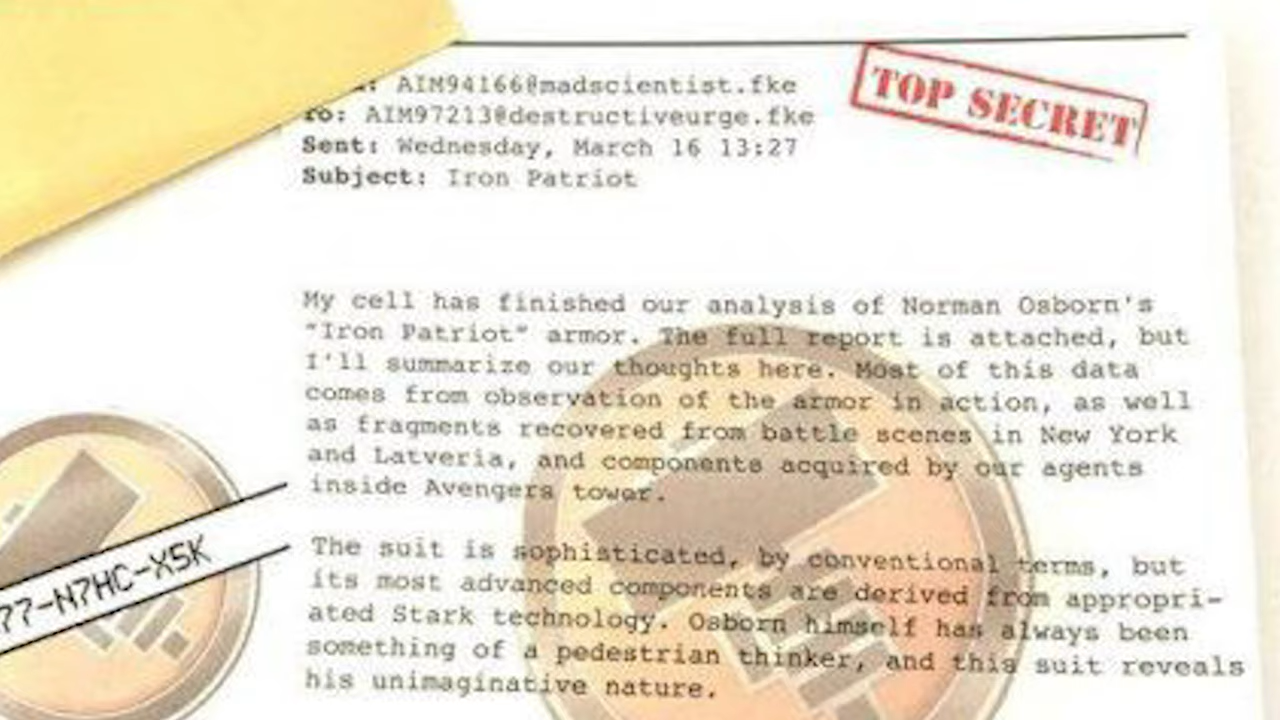 TOP SECRET
AIM94166@madscientist.fke
To: AIM97213@destructiveurge.fke
Sent: Wednesday, March 16 13:27
Subject: Iron Patriot
My cell has finished our analysis of Norman Osborn's
"Iron Patriot" armor. The full report is attached, but
I'll summarize our thoughts here. Most of this data
comes from observation of the armor in action, as well
as fragments recovered from battle scenes in New York
and Latveria, and components acquired by our agents
inside Avengers tower.
The suit is sophisticated, by conventional terms, but
its most advanced components are derived from appropri-
ated Stark technology. Osborn himself has always been
something of a pedestrian thinker, and this suit reveals
his unimaginative nature.
77-N7HC-X5K